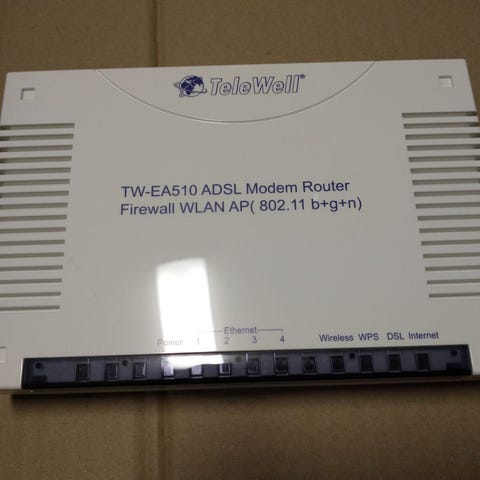 TeleWell®
TW-EA510 ADSL Modem Router
Firewall WLAN AP( 802.11 b+g+n)
Ethernet
Power 1 2 3 4 Wireless WPS DSL Internet